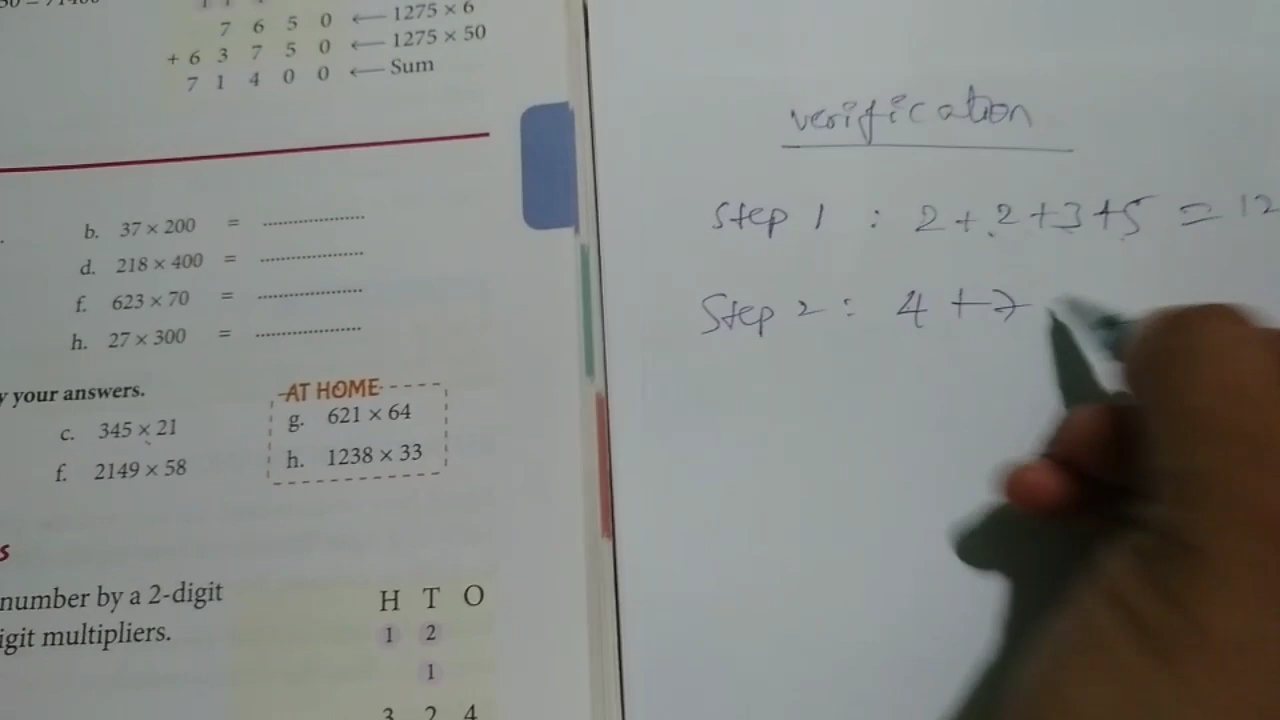 1275 × 6
7 6 5 0 ← 1275 × 6
+ 6 3 7 5 0 ← 1275 × 50
7 1 4 0 0 ← Sum
b. 37 × 200 = ....................
d. 218 × 400 = ....................
f. 623 × 70 = ....................
h. 27 × 300 = ....................
your answers.
c. 345 × 21
f. 2149 × 58
AT HOME
g. 621 × 64
h. 1238 × 33
number by a 2-digit
igit multipliers.
H T O
1 2
1
3 2 4
verification
Step 1 : 2 + 2 + 3 + 5 = 12
Step 2 : 4 + 7